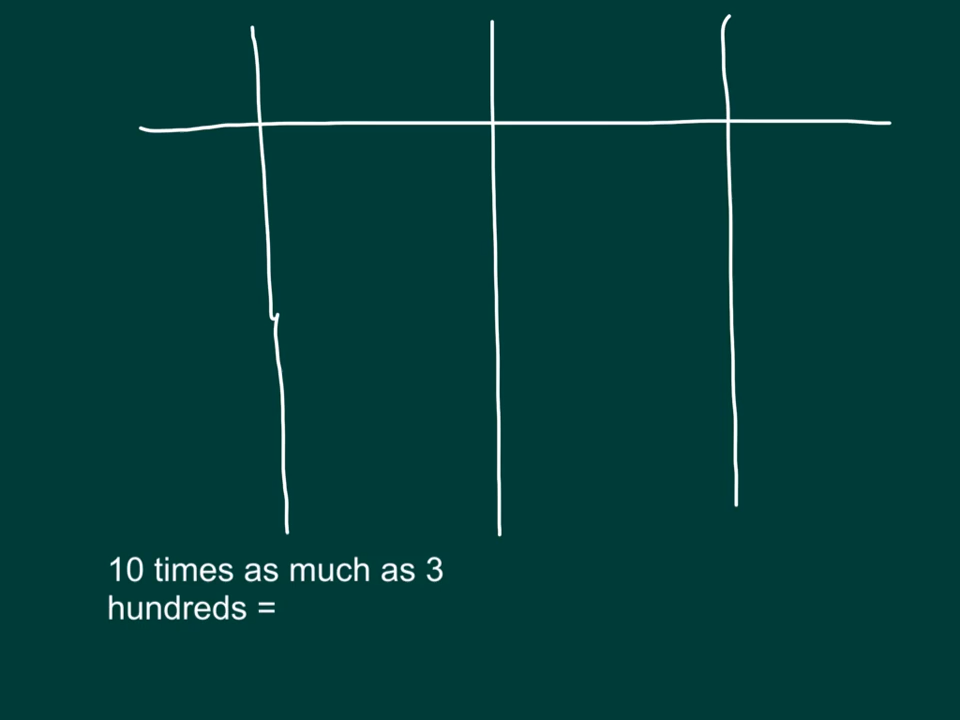 10 times as much as 3
hundreds =